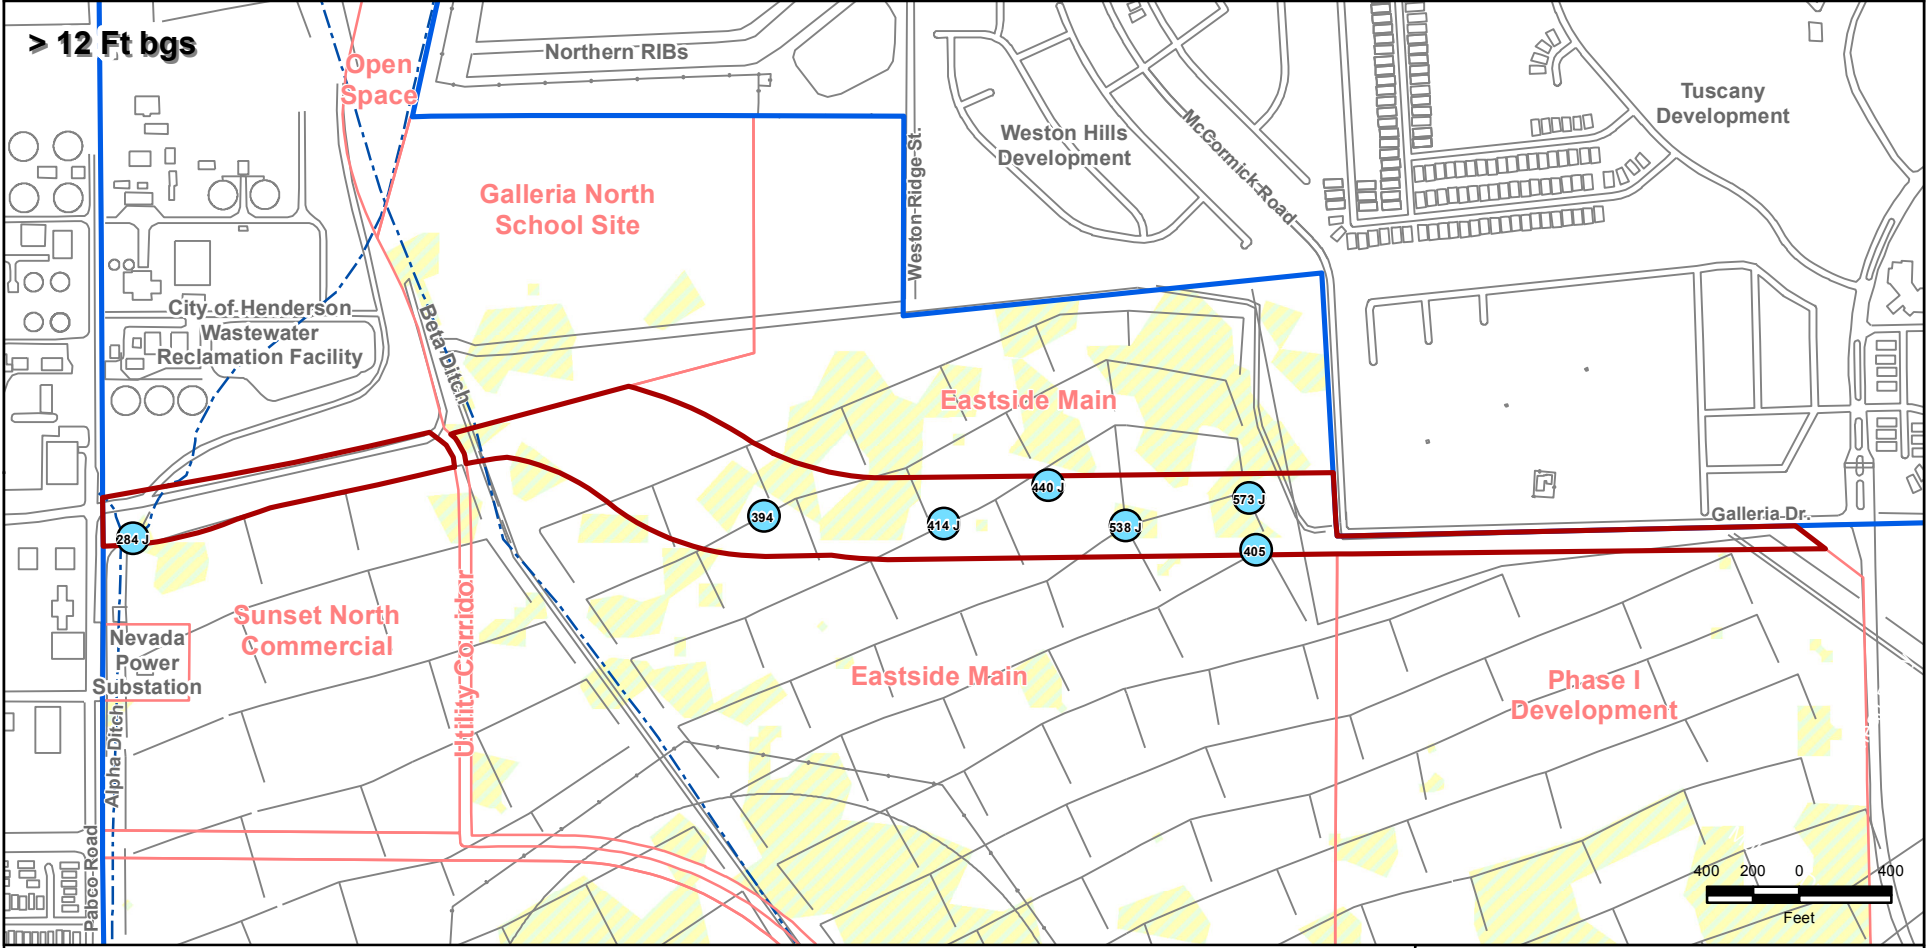 > 12 Ft bgs
Open
Space
Northern RIBs
Tuscany
Development
Weston Hills
Development
McCormick Road
Weston Ridge St.
Galleria North
School Site
City of Henderson
Wastewater
Reclamation Facility
Beta Ditch
Eastside Main
440 J
573 J
394
414 J
538 J
405
284 J
Galleria Dr.
Sunset North
Commercial
Utility Corridor
Nevada
Power
Substation
Eastside Main
Phase I
Development
Alpha Ditch
Pabco Road
400 200 0 400
Feet